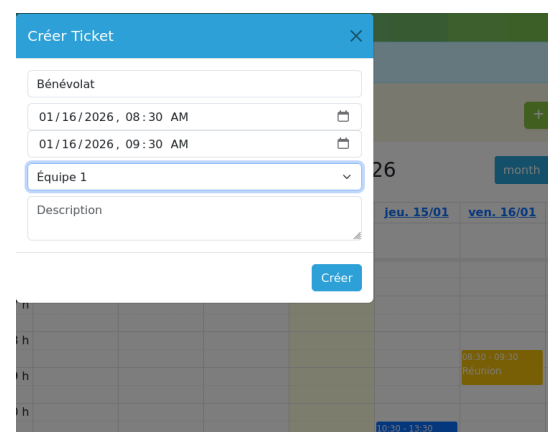 Créer Ticket
Bénévolat
01/16/2026, 08:30 AM
01/16/2026, 09:30 AM
Équipe 1
Description
Créer
+
26
month
jeu. 15/01
ven. 16/01
h
h
08:30 - 09:30
Réunion
h
h
10:30 - 13:30